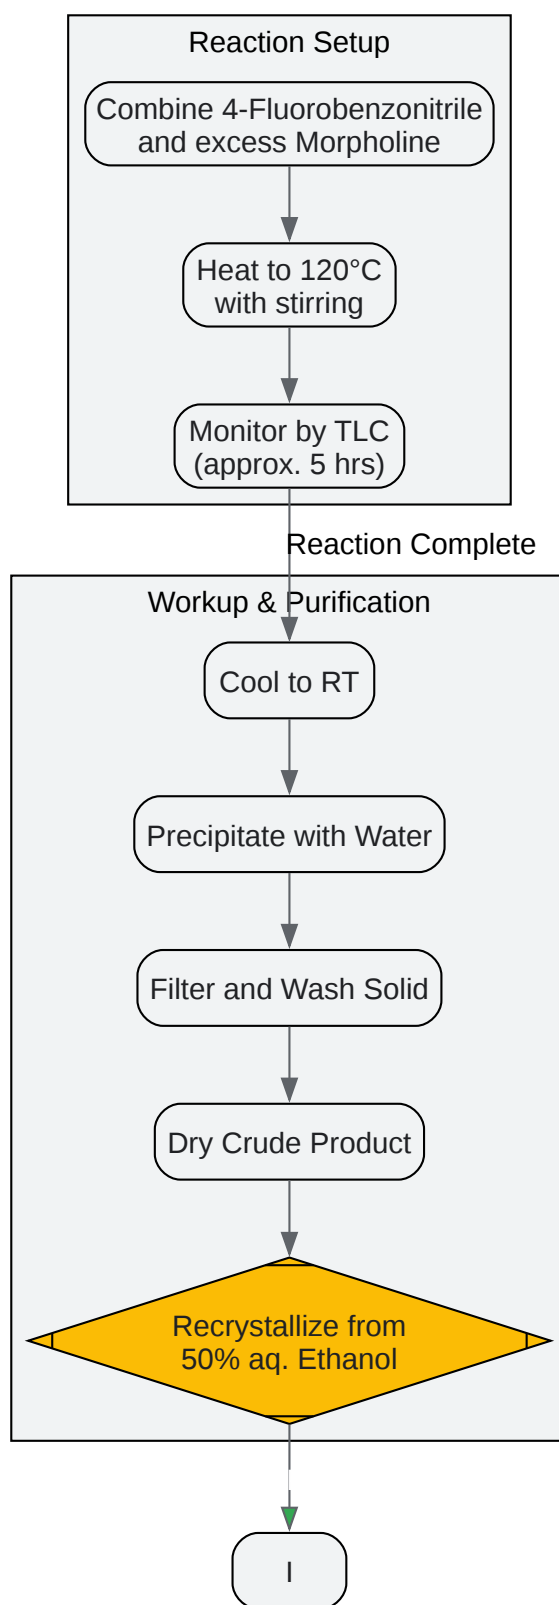 Reaction Setup
Combine 4-Fluorobenzonitrile
and excess Morpholine
Heat to 120°C
with stirring
Monitor by TLC
(approx. 5 hrs)
Reaction Complete
Workup & Purification
Cool to RT
Precipitate with Water
Filter and Wash Solid
Dry Crude Product
Recrystallize from
50% aq. Ethanol
I